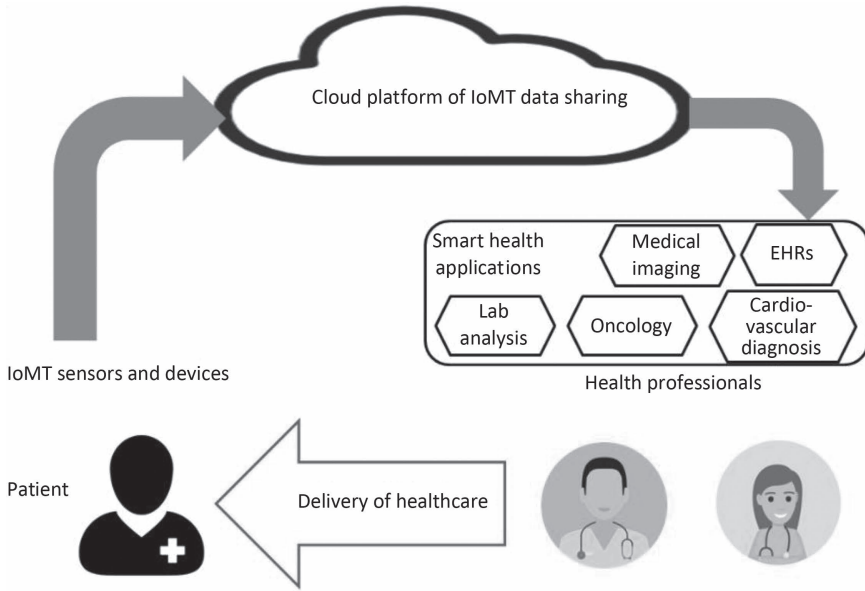 Cloud platform of IoMT data sharing
Smart health
applications
Medical
imaging
EHRs
Lab
analysis
Oncology
Cardio-
vascular
diagnosis
IoMT sensors and devices
Health professionals
Patient
Delivery of healthcare